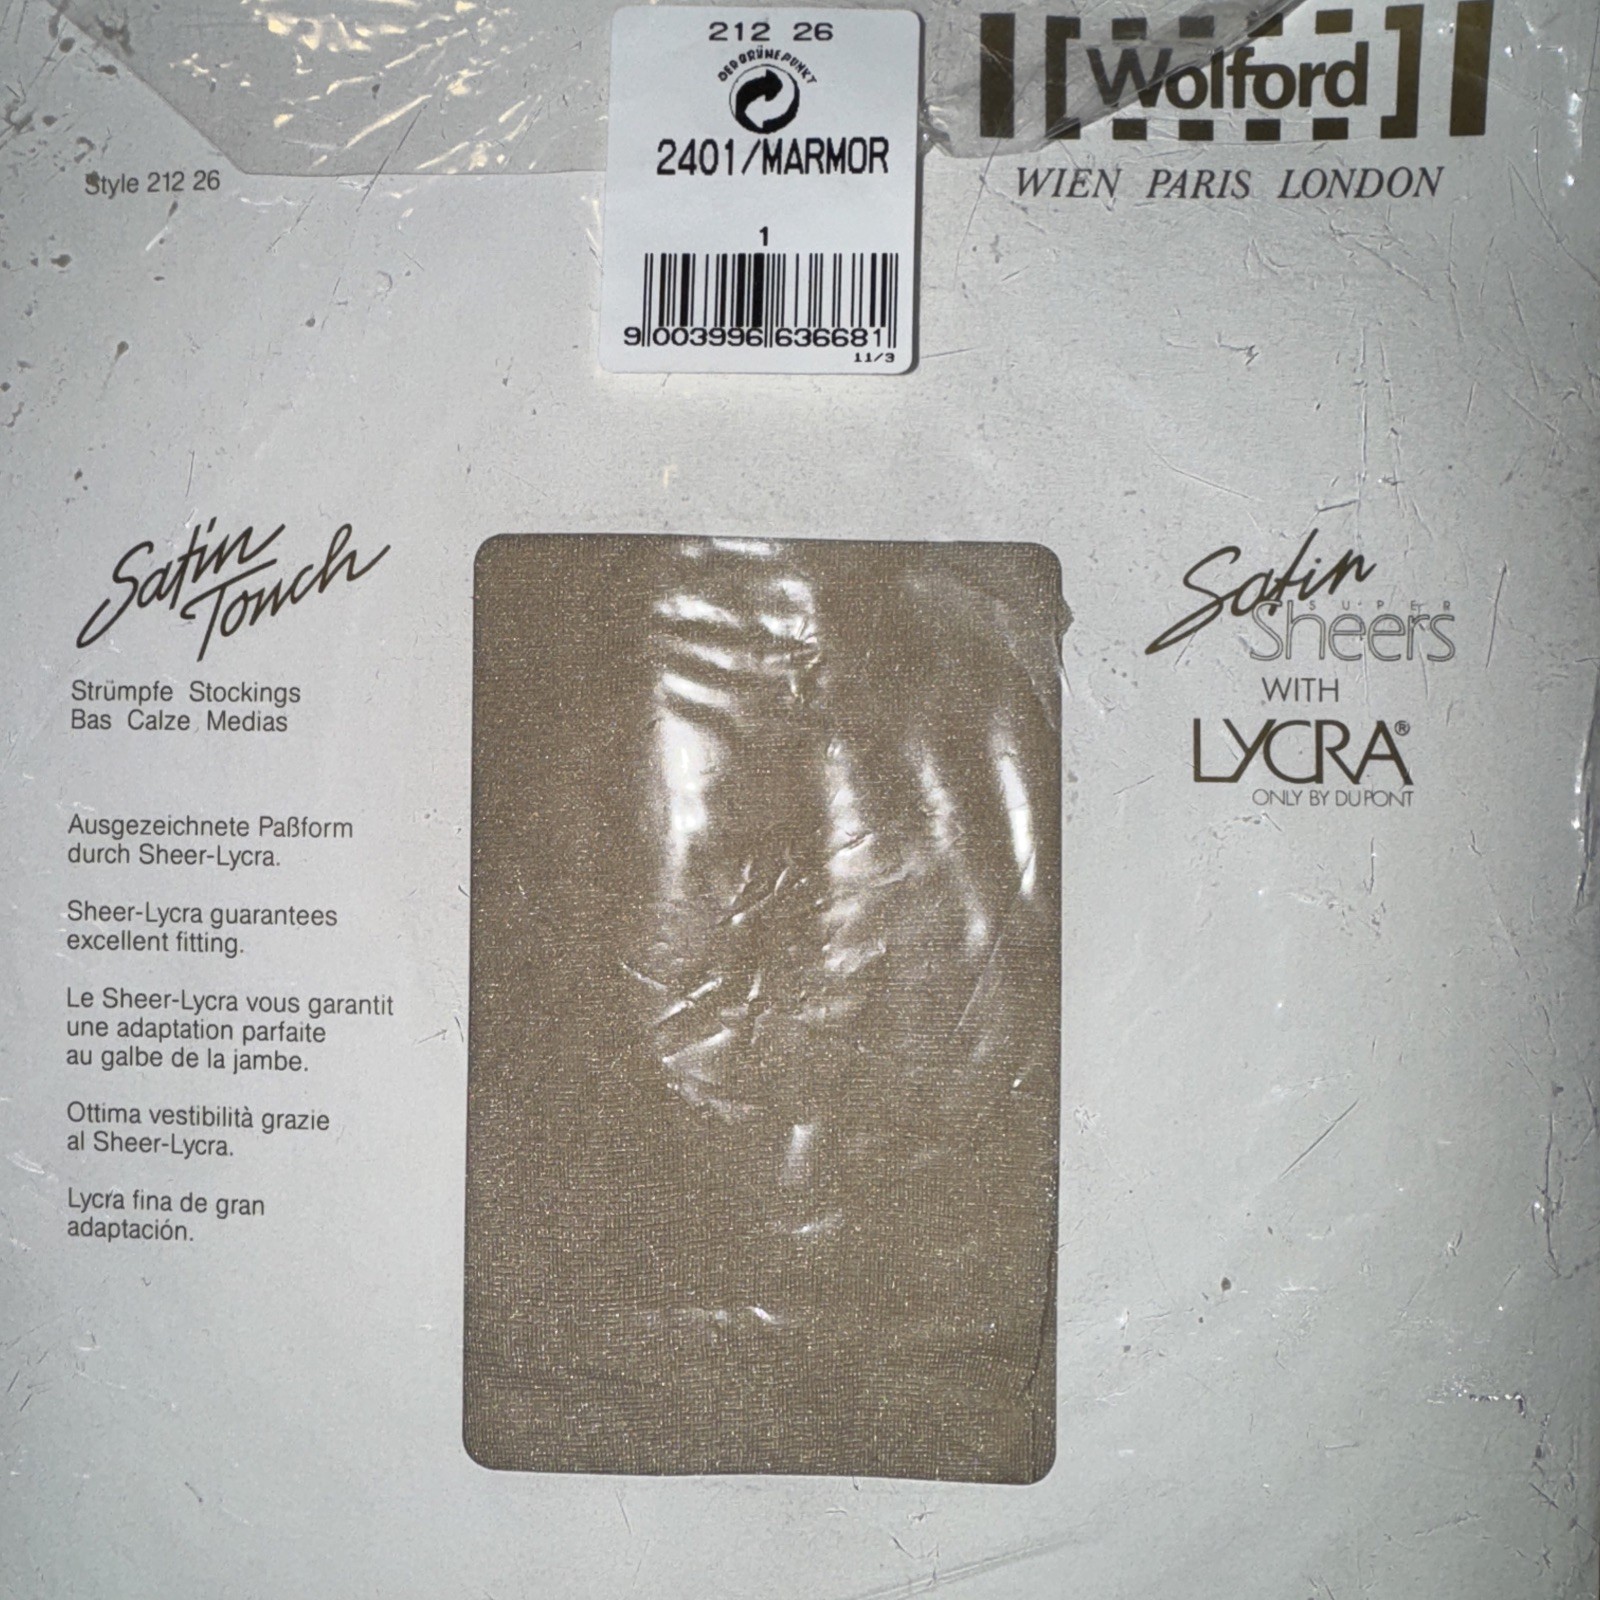 212 26
DER GRÜNE PUNKT
2401/MARMOR
1
9 003996 636681
11/3
[Wolford]
WIEN PARIS LONDON
Style 212 26
Satin
Touch
Strümpfe Stockings
Bas Calze Medias
Ausgezeichnete Paßform
durch Sheer-Lycra.
Sheer-Lycra guarantees
excellent fitting.
Le Sheer-Lycra vous garantit
une adaptation parfaite
au galbe de la jambe.
Ottima vestibilità grazie
al Sheer-Lycra.
Lycra fina de gran
adaptación.
Satin
SUPER
Sheers
WITH
LYCRA®
ONLY BY DU PONT